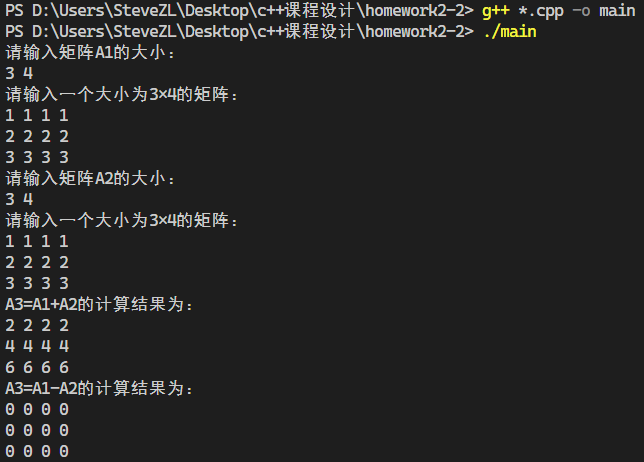 PS D:\Users\SteveZL\Desktop\c++课程设计\homework2-2> g++ *.cpp -o main
PS D:\Users\SteveZL\Desktop\c++课程设计\homework2-2> ./main
请输入矩阵A1的大小：
3 4
请输入一个大小为3×4的矩阵：
1 1 1 1
2 2 2 2
3 3 3 3
请输入矩阵A2的大小：
3 4
请输入一个大小为3×4的矩阵：
1 1 1 1
2 2 2 2
3 3 3 3
A3=A1+A2的计算结果为：
2 2 2 2
4 4 4 4
6 6 6 6
A3=A1-A2的计算结果为：
0 0 0 0
0 0 0 0
0 0 0 0